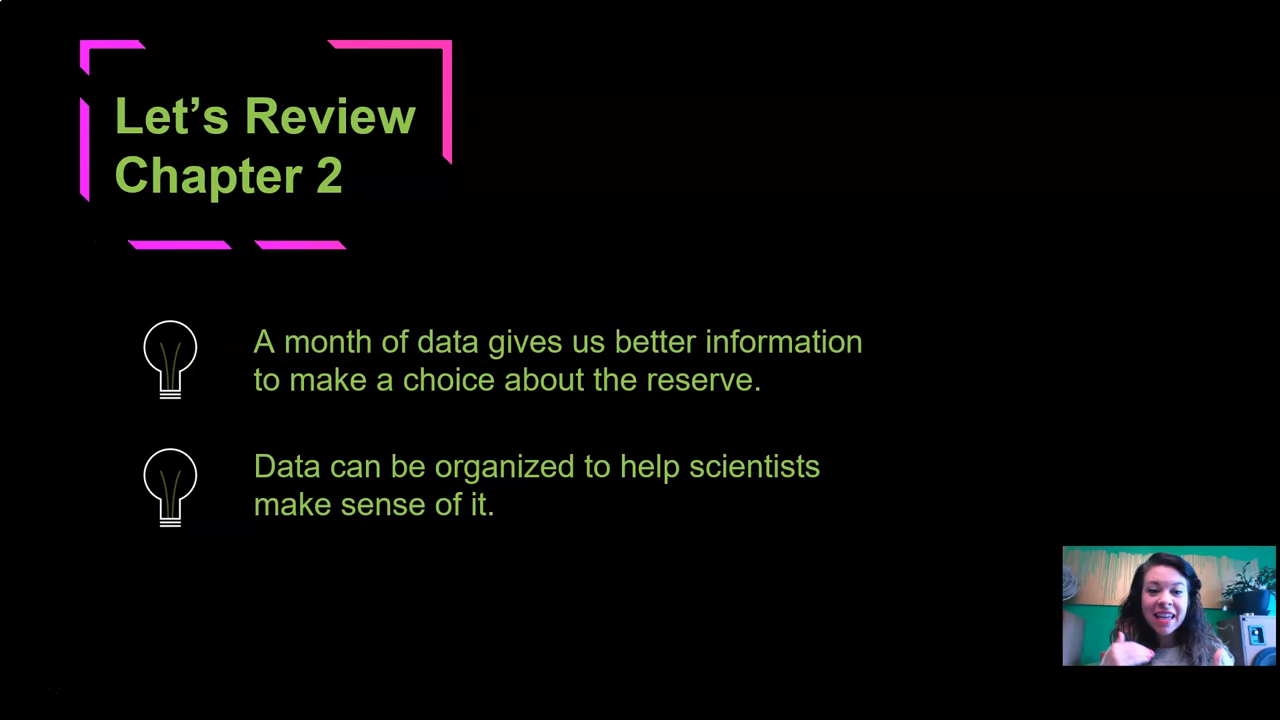 Let’s Review
Chapter 2
A month of data gives us better information
to make a choice about the reserve.
Data can be organized to help scientists
make sense of it.